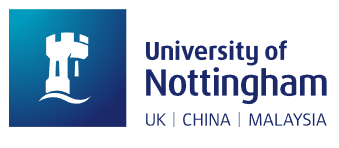 University of
Nottingham
UK | CHINA | MALAYSIA